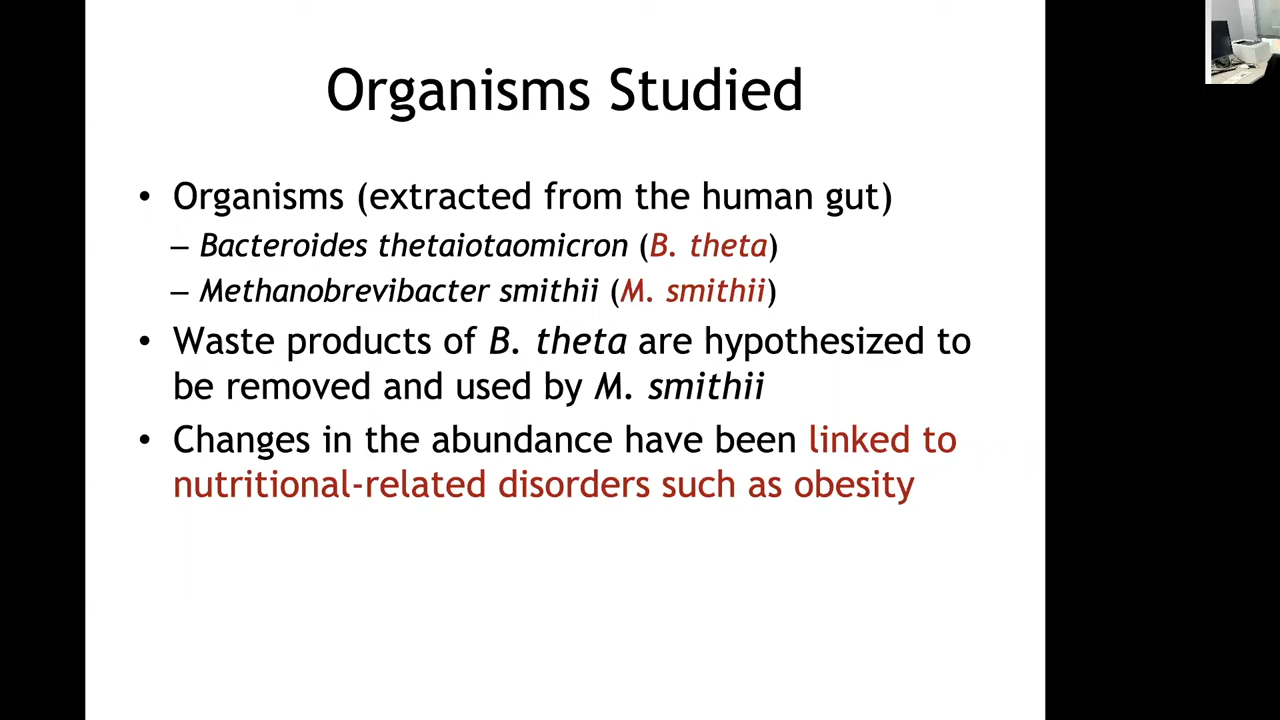 Organisms Studied
• Organisms (extracted from the human gut)
– Bacteroides thetaiotaomicron (B. theta)
– Methanobrevibacter smithii (M. smithii)
• Waste products of B. theta are hypothesized to
be removed and used by M. smithii
• Changes in the abundance have been linked to
nutritional-related disorders such as obesity